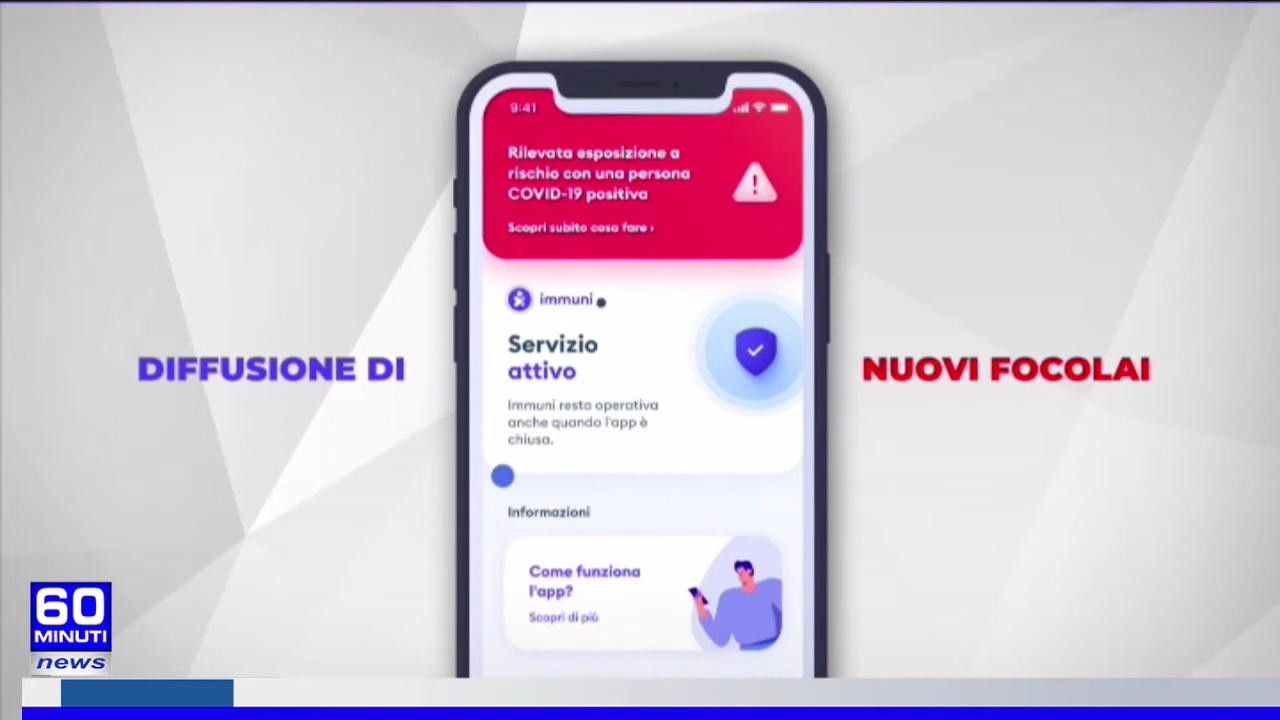 9:41
Rilevata esposizione a
rischio con una persona
COVID-19 positiva
Scopri subito cosa fare ›
immuni
Servizio
attivo
Immuni resta operativa
anche quando l'app è
chiusa.
DIFFUSIONE DI
NUOVI FOCOLAI
Informazioni
Come funziona
l'app?
Scopri di più
60
MINUTI
news